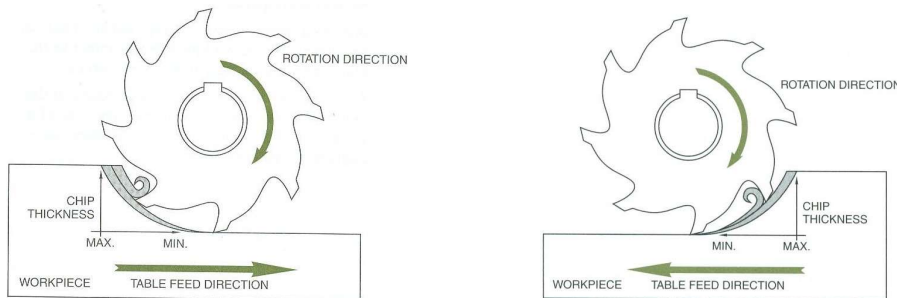 ROTATION DIRECTION
CHIP
THICKNESS
MAX.
MIN.
WORKPIECE
TABLE FEED DIRECTION
ROTATION DIRECTION
CHIP
THICKNESS
MIN.
MAX.
WORKPIECE
TABLE FEED DIRECTION